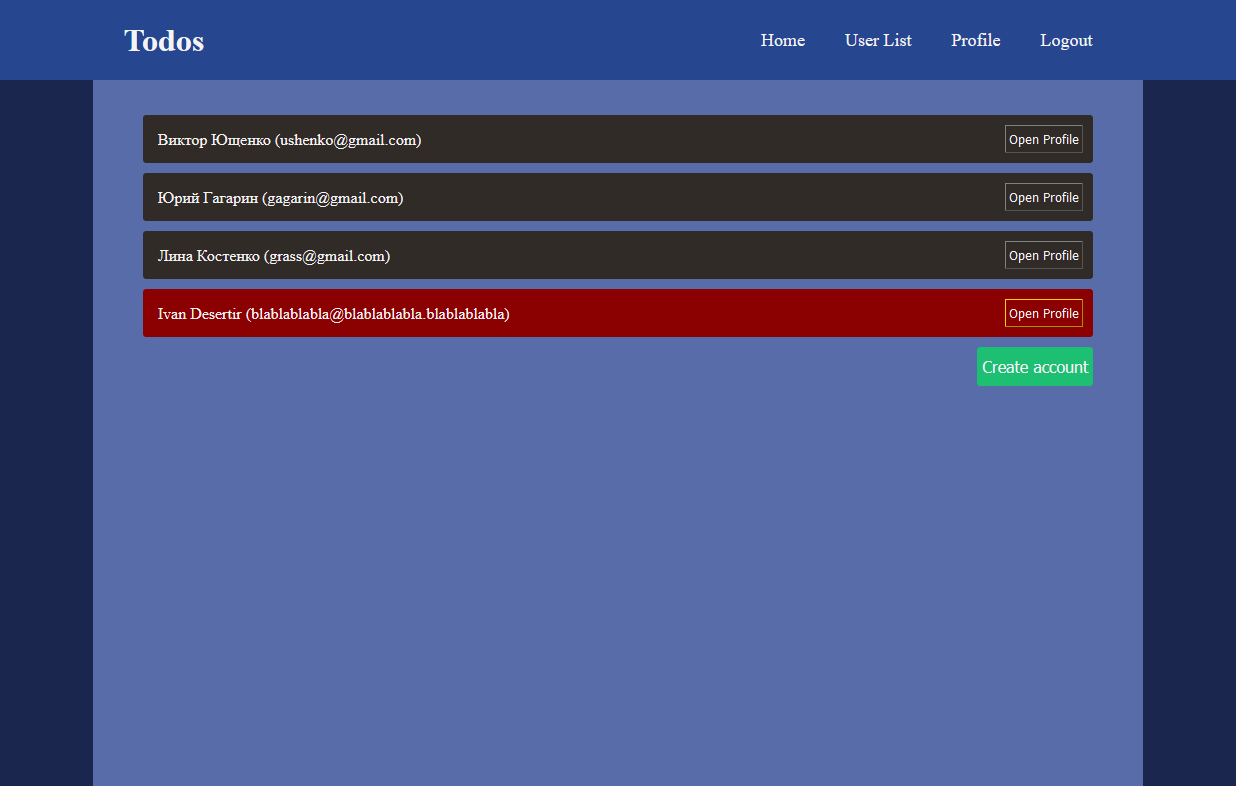 Todos Home User List Profile Logout
Виктор Ющенко (ushenko@gmail.com) Open Profile
Юрий Гагарин (gagarin@gmail.com) Open Profile
Лина Костенко (grass@gmail.com) Open Profile
Ivan Desertir (blablablabla@blablablabla.blablablabla) Open Profile
Create account